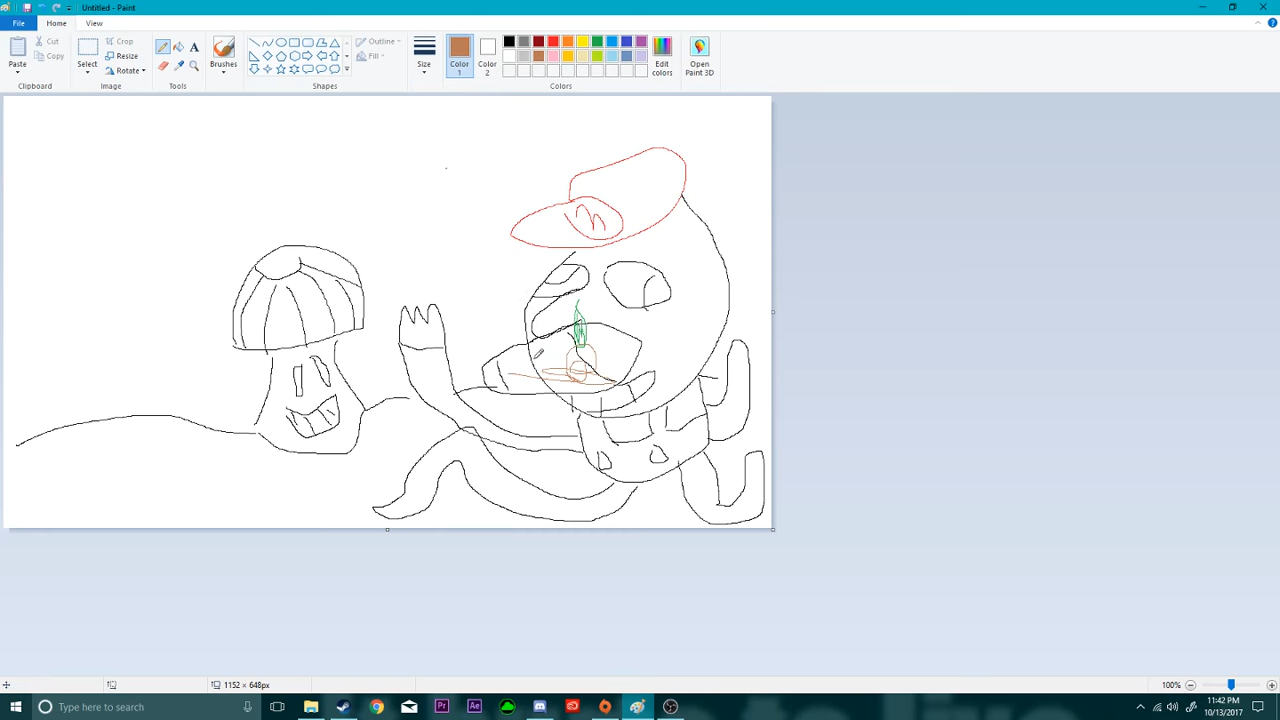 Untitled - Paint
File Home View
Paste
Cut
Copy
Clipboard
Select
Crop
Resize
Rotate
Image
Tools
Brushes
Shapes
Outline
Fill
Size
Color 1
Color 2
Colors
Edit colors
Open Paint 3D
m
1152 × 648px
100%
Type here to search
Pr
Ae
11:42 PM
10/13/2017